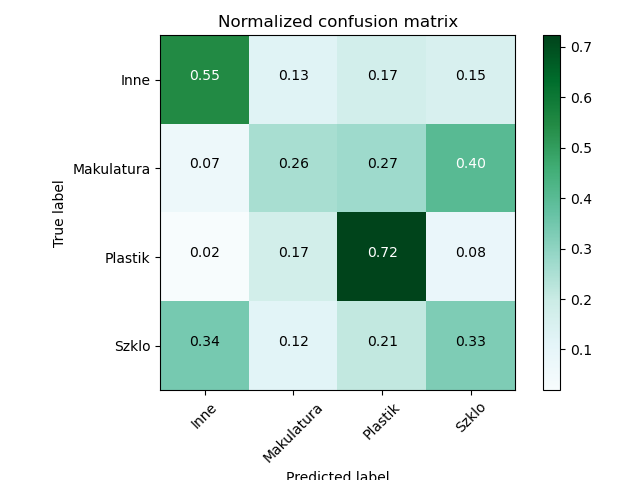 Normalized confusion matrix
True label
Inne 0.55 0.13 0.17 0.15
Makulatura 0.07 0.26 0.27 0.40
Plastik 0.02 0.17 0.72 0.08
Szklo 0.34 0.12 0.21 0.33
Inne Makulatura Plastik Szklo
Predicted label
0.7
0.6
0.5
0.4
0.3
0.2
0.1